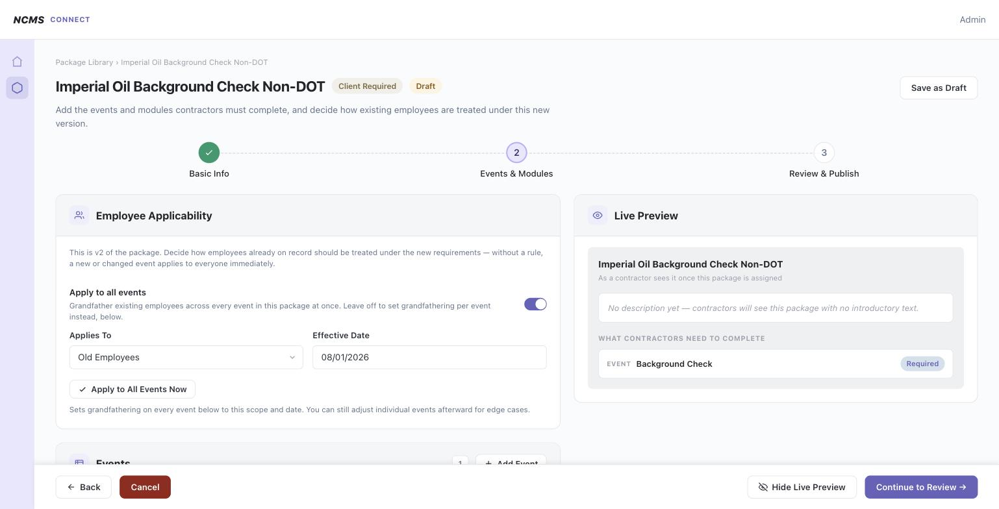 NCMS CONNECT
Admin
Package Library › Imperial Oil Background Check Non-DOT
Imperial Oil Background Check Non-DOT
Client Required
Draft
Save as Draft
Add the events and modules contractors must complete, and decide how existing employees are treated under this new
version.
2
3
Basic Info
Events & Modules
Review & Publish
Employee Applicability
This is v2 of the package. Decide how employees already on record should be treated under the new requirements — without a rule,
a new or changed event applies to everyone immediately.
Apply to all events
Grandfather existing employees across every event in this package at once. Leave off to set grandfathering per event
instead, below.
Applies To
Effective Date
Old Employees
08/01/2026
Apply to All Events Now
Sets grandfathering on every event below to this scope and date. You can still adjust individual events afterward for edge cases.
Events
1
+ Add Event
Live Preview
Imperial Oil Background Check Non-DOT
As a contractor sees it once this package is assigned
No description yet — contractors will see this package with no introductory text.
WHAT CONTRACTORS NEED TO COMPLETE
EVENT Background Check
Required
← Back
Cancel
Hide Live Preview
Continue to Review →